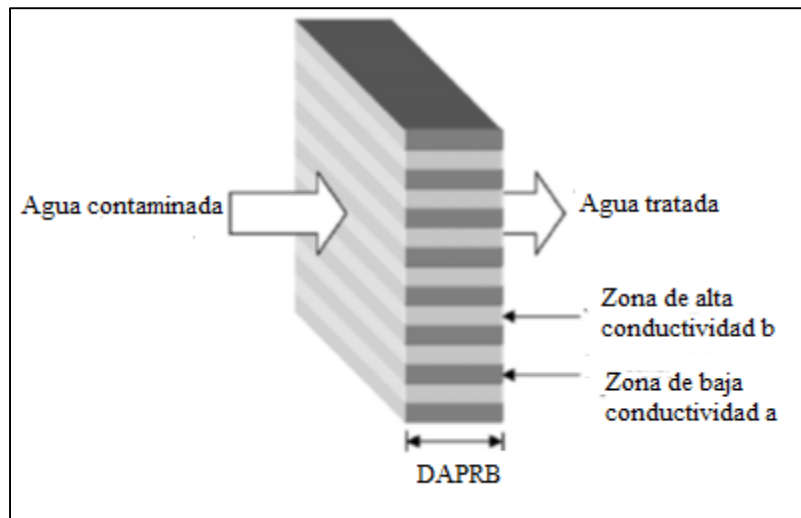 Agua contaminada
Agua tratada
Zona de alta
conductividad b
Zona de baja
conductividad a
DAPRB